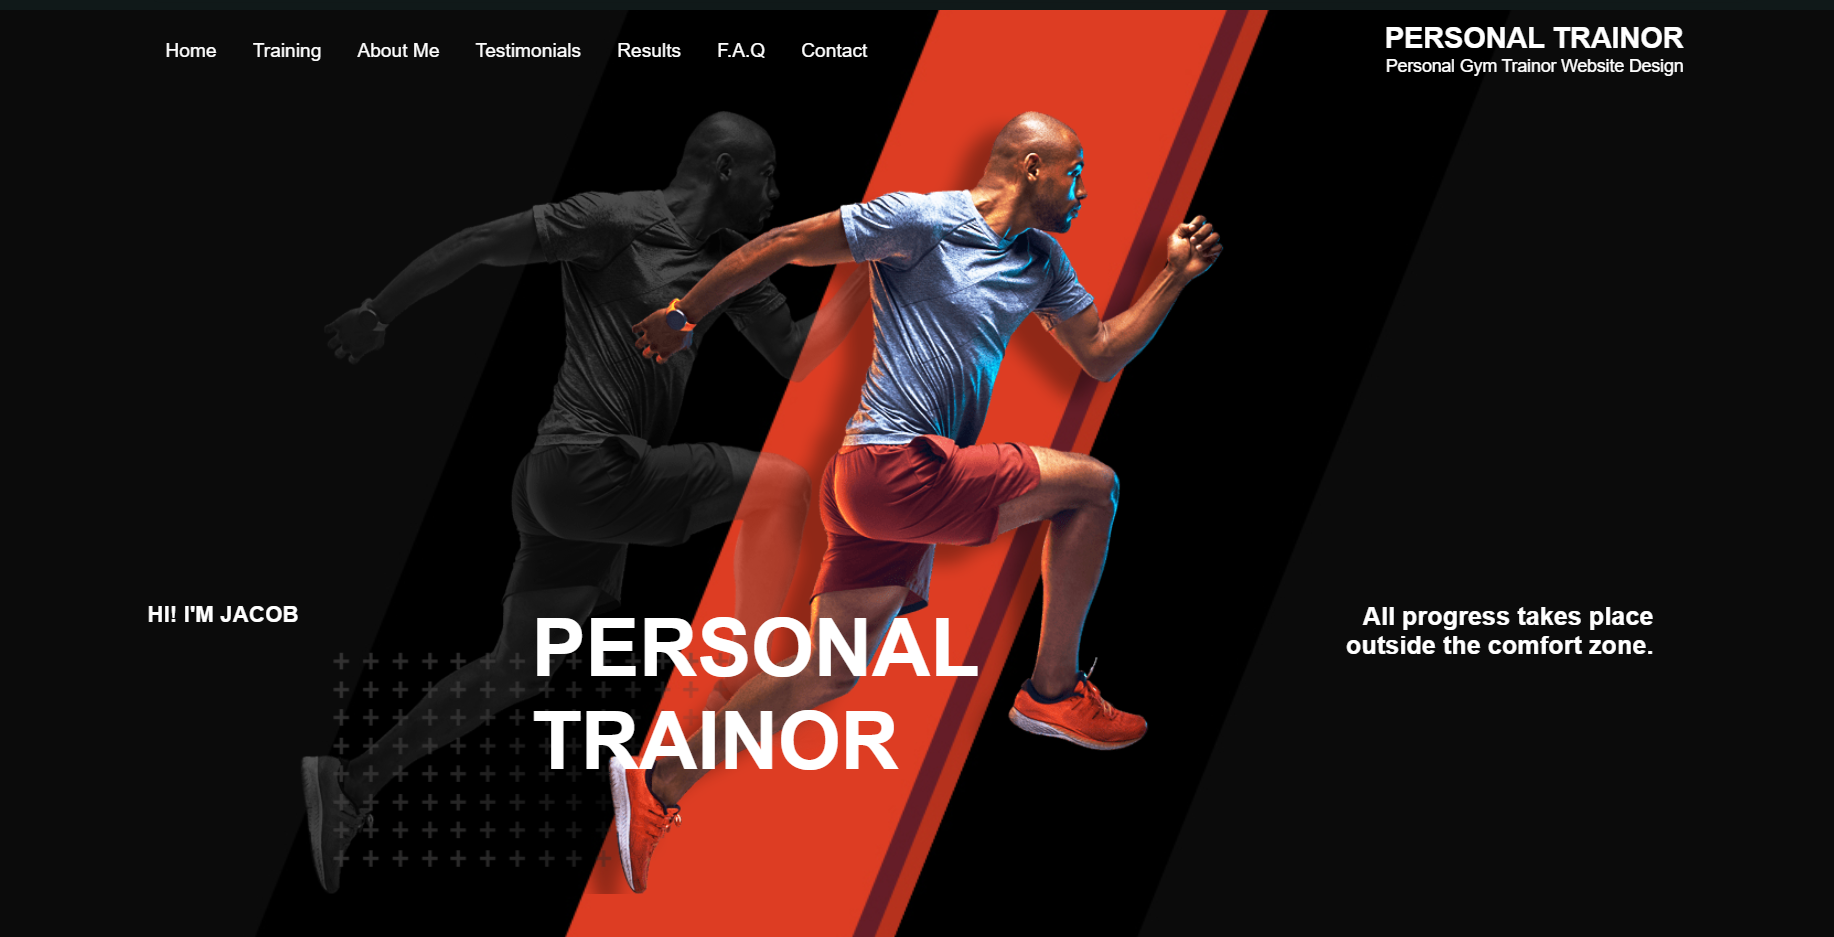 Home Training About Me Testimonials Results F.A.Q Contact
PERSONAL TRAINOR
Personal Gym Trainor Website Design
HI! I'M JACOB
PERSONAL
TRAINOR
All progress takes place
outside the comfort zone.